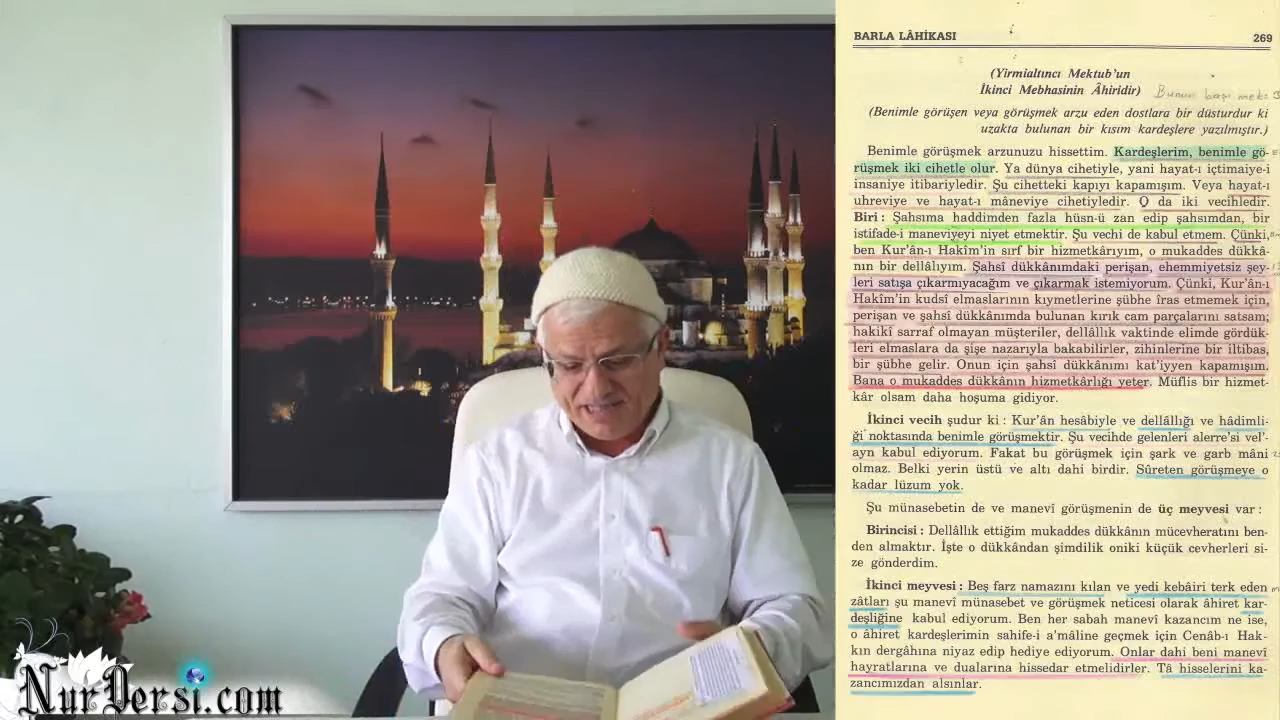 BARLA LÂHİKASI 269
(Yirmialtıncı Mektub'un
İkinci Mebhasinin Âhiridir)
Bunun başı mek:
(Benimle görüşen veya görüşmek arzu eden dostlara bir düsturdur ki
uzakta bulunan bir kısım kardeşlere yazılmıştır.)
Benimle görüşmek arzunuzu hissettim. Kardeşlerim, benimle gö-
rüşmek iki cihetle olur. Ya dünya cihetiyle, yani hayat-ı içtimaiye-i
insaniye itibariyledir. Şu cihetteki kapıyı kapamışım. Veya hayat-ı
uhreviye ve hayat-ı mâneviye cihetiyledir. O da iki vecihledir.
Biri: Şahsıma haddimden fazla hüsn-ü zan edip şahsımdan, bir
istifade-i maneviyeyi niyet etmektir. Şu vechi de kabul etmem. Çünki,
ben Kur'ân-ı Hakîm'in sırf bir hizmetkârıyım, o mukaddes dükkâ-
nın bir dellâlıyım. Şahsî dükkânımdaki perişan, ehemmiyetsiz şey-
leri satışa çıkarmıyacağım ve çıkarmak istemiyorum. Çünki, Kur'ân-ı
Hakîm'in kudsî elmaslarının kıymetlerine şübhe îras etmemek için,
perişan ve şahsî dükkânımda bulunan kırık cam parçalarını satsam;
hakikî sarraf olmayan müşteriler, dellâllık vaktinde elimde gördük-
leri elmaslara da şişe nazarıyla bakabilirler, zihinlerine bir iltibas,
bir şübhe gelir. Onun için şahsî dükkânımı kat'iyyen kapamışım.
Bana o mukaddes dükkânın hizmetkârlığı yeter. Müflis bir hizmet-
kâr olsam daha hoşuma gidiyor.
İkinci vecih şudur ki: Kur'ân hesâbiyle ve dellâllığı ve hâdimli-
ği noktasında benimle görüşmektir. Şu vecihde gelenleri alerre'si vel'-
ayn kabul ediyorum. Fakat bu görüşmek için şark ve garb mâni
olmaz. Belki yerin üstü ve altı dahi birdir. Sûreten görüşmeye o
kadar lüzum yok.
Şu münasebetin de ve manevî görüşmenin de üç meyvesi var:
Birincisi: Dellâllık ettiğim mukaddes dükkânın mücevheratını ben-
den almaktır. İşte o dükkândan şimdilik oniki küçük cevherleri si-
ze gönderdim.
İkinci meyvesi: Beş farz namazını kılan ve yedi kebâiri terk eden
zâtları şu manevî münasebet ve görüşmek neticesi olarak âhiret kar-
deşliğine kabul ediyorum. Ben her sabah manevî kazancım ne ise,
o âhiret kardeşlerimin sahife-i a'mâline geçmek için Cenâb-ı Hak-
kın dergâhına niyaz edip hediye ediyorum. Onlar dahi beni manevî
hayratlarına ve dualarına hissedar etmelidirler. Tâ hisselerini ka-
zancımızdan alsınlar.
NurDersi.com